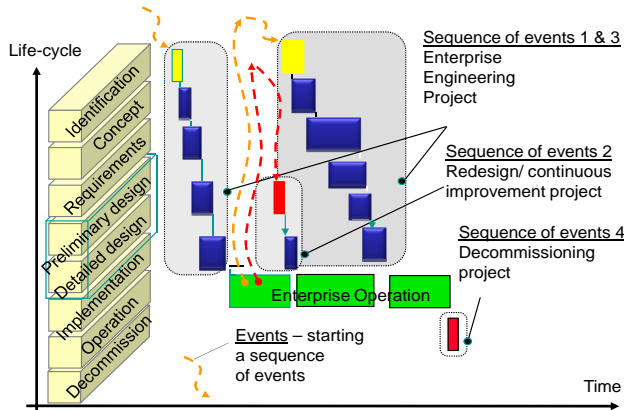 Life-cycle
Identification
Concept
Requirements
Preliminary design
Detailed design
Implementation
Operation
Decommission
Sequence of events 1 & 3
Enterprise
Engineering
Project
Sequence of events 2
Redesign/ continuous
improvement project
Sequence of events 4
Decommissioning
project
Enterprise Operation
Events – starting
a sequence
of events
Time